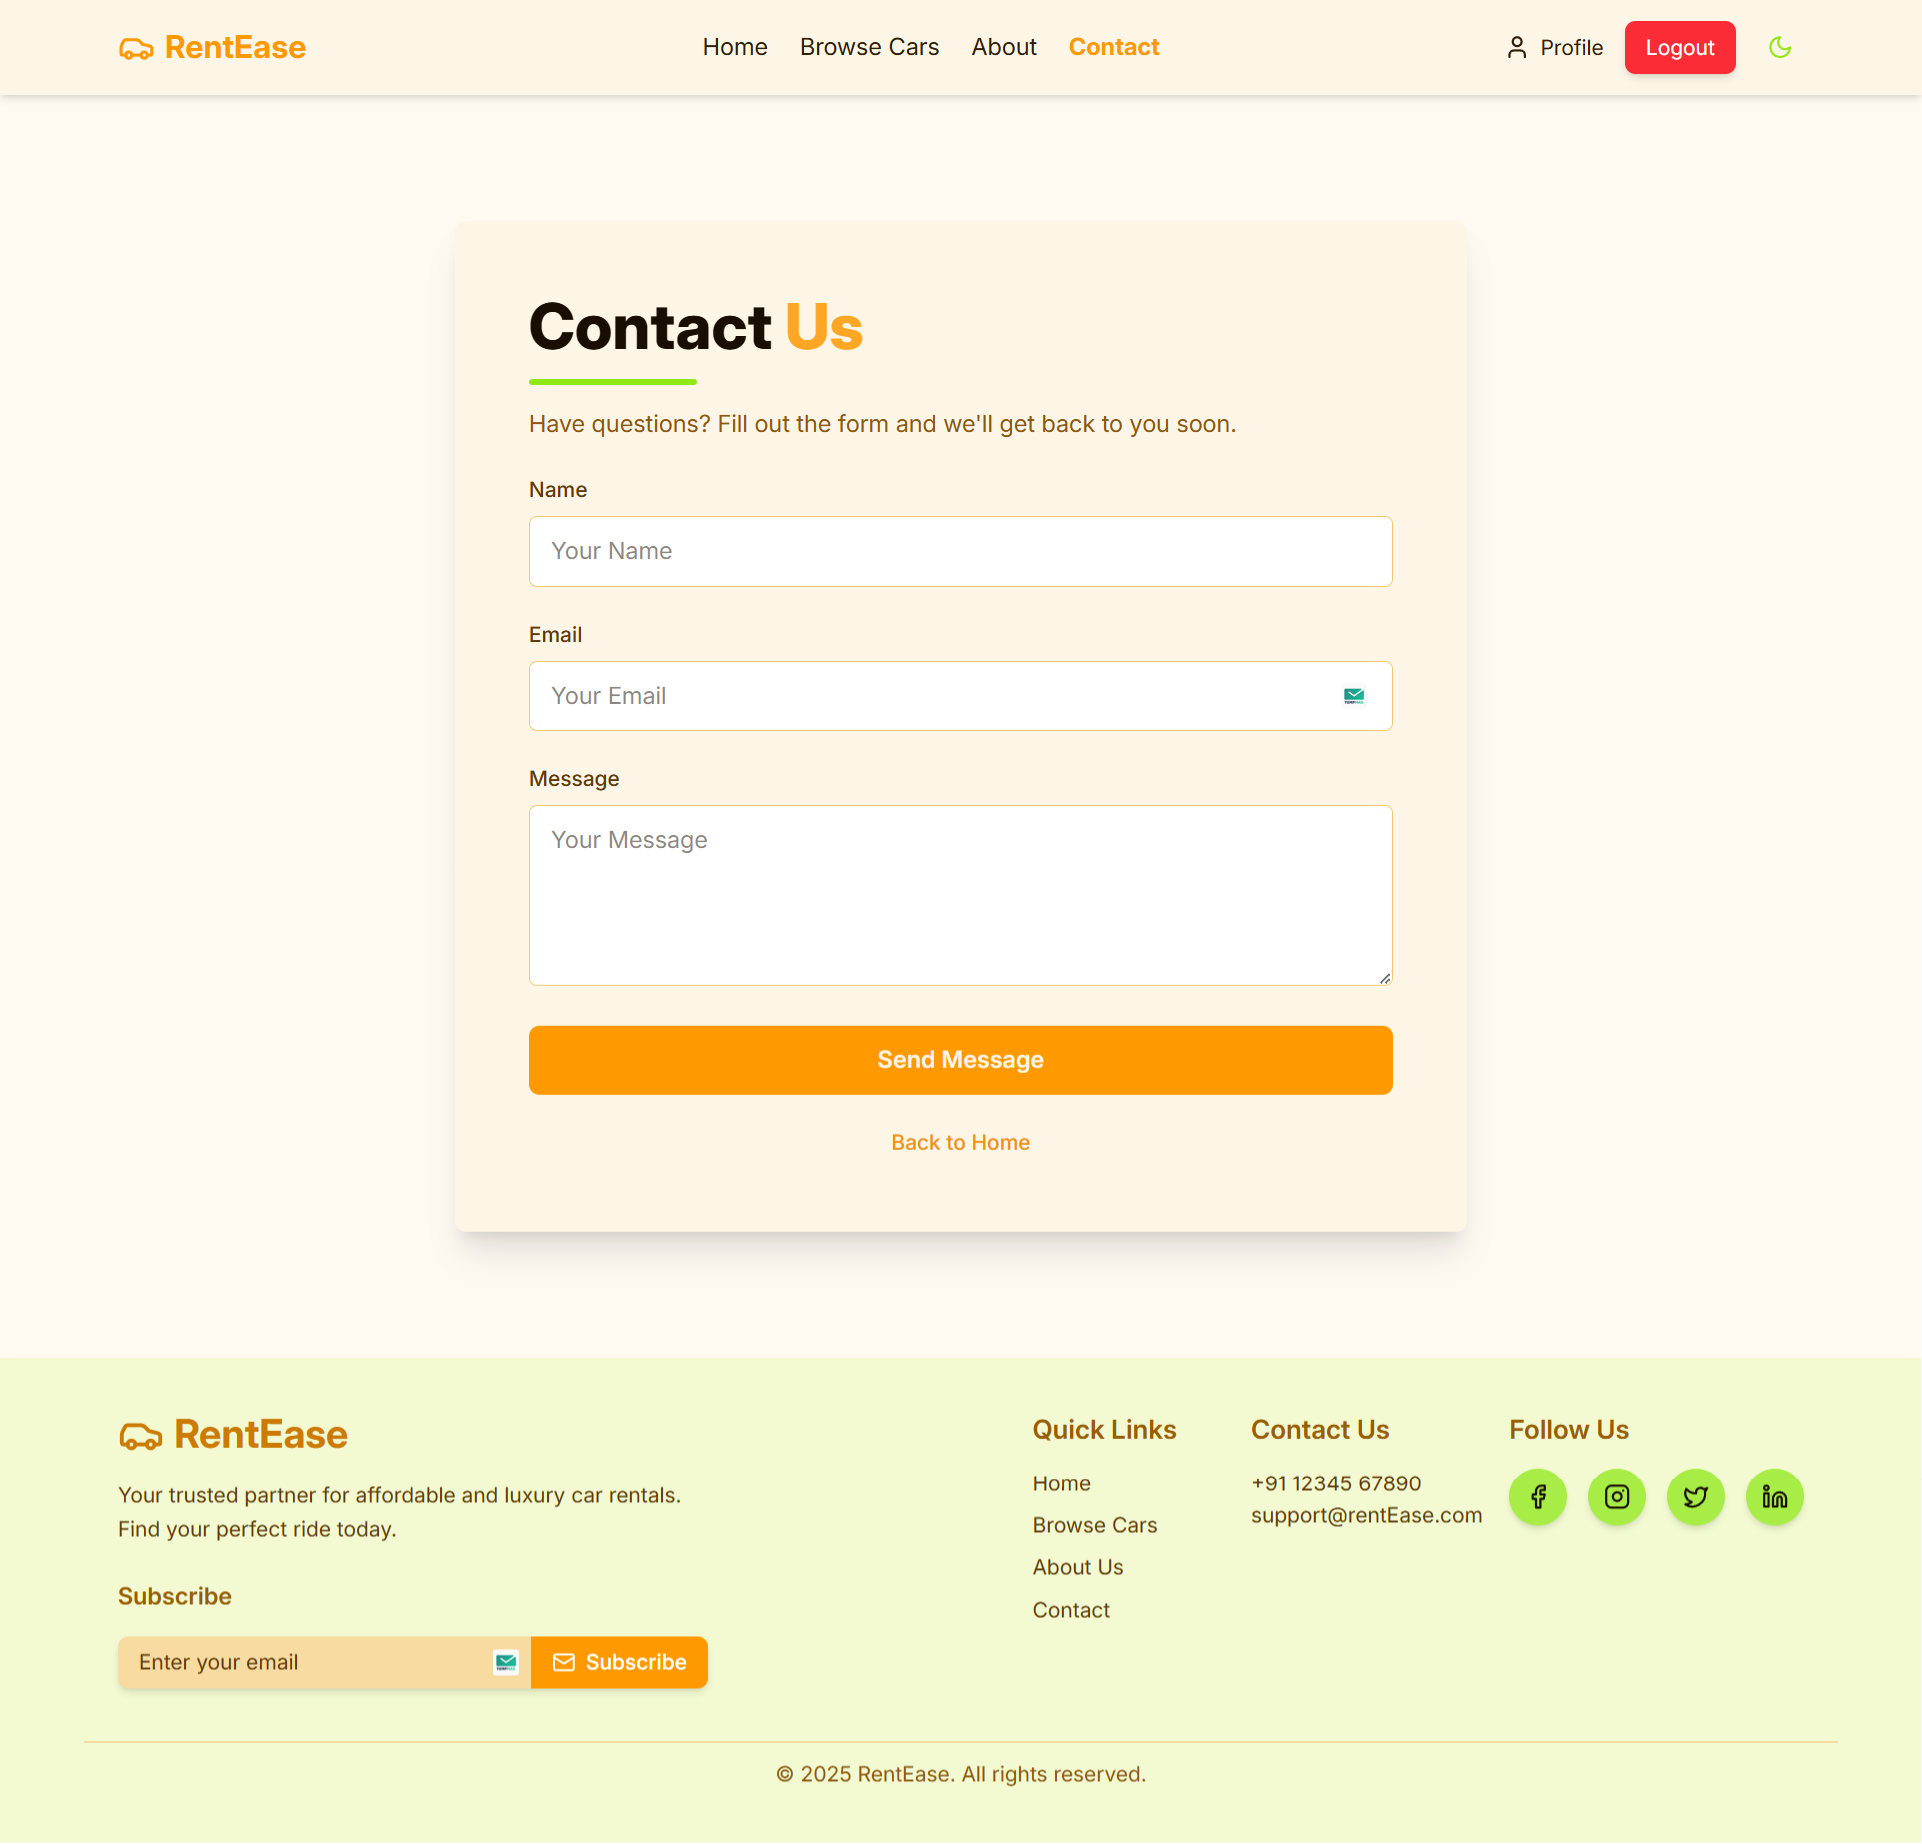 RentEase
Home
Browse Cars
About
Contact
Profile
Logout
Contact Us
Have questions? Fill out the form and we'll get back to you soon.
Name
Your Name
Email
Your Email
Message
Your Message
Send Message
Back to Home
RentEase
Your trusted partner for affordable and luxury car rentals.
Find your perfect ride today.
Subscribe
Enter your email
Subscribe
Quick Links
Home
Browse Cars
About Us
Contact
Contact Us
+91 12345 67890
support@rentEase.com
Follow Us
© 2025 RentEase. All rights reserved.